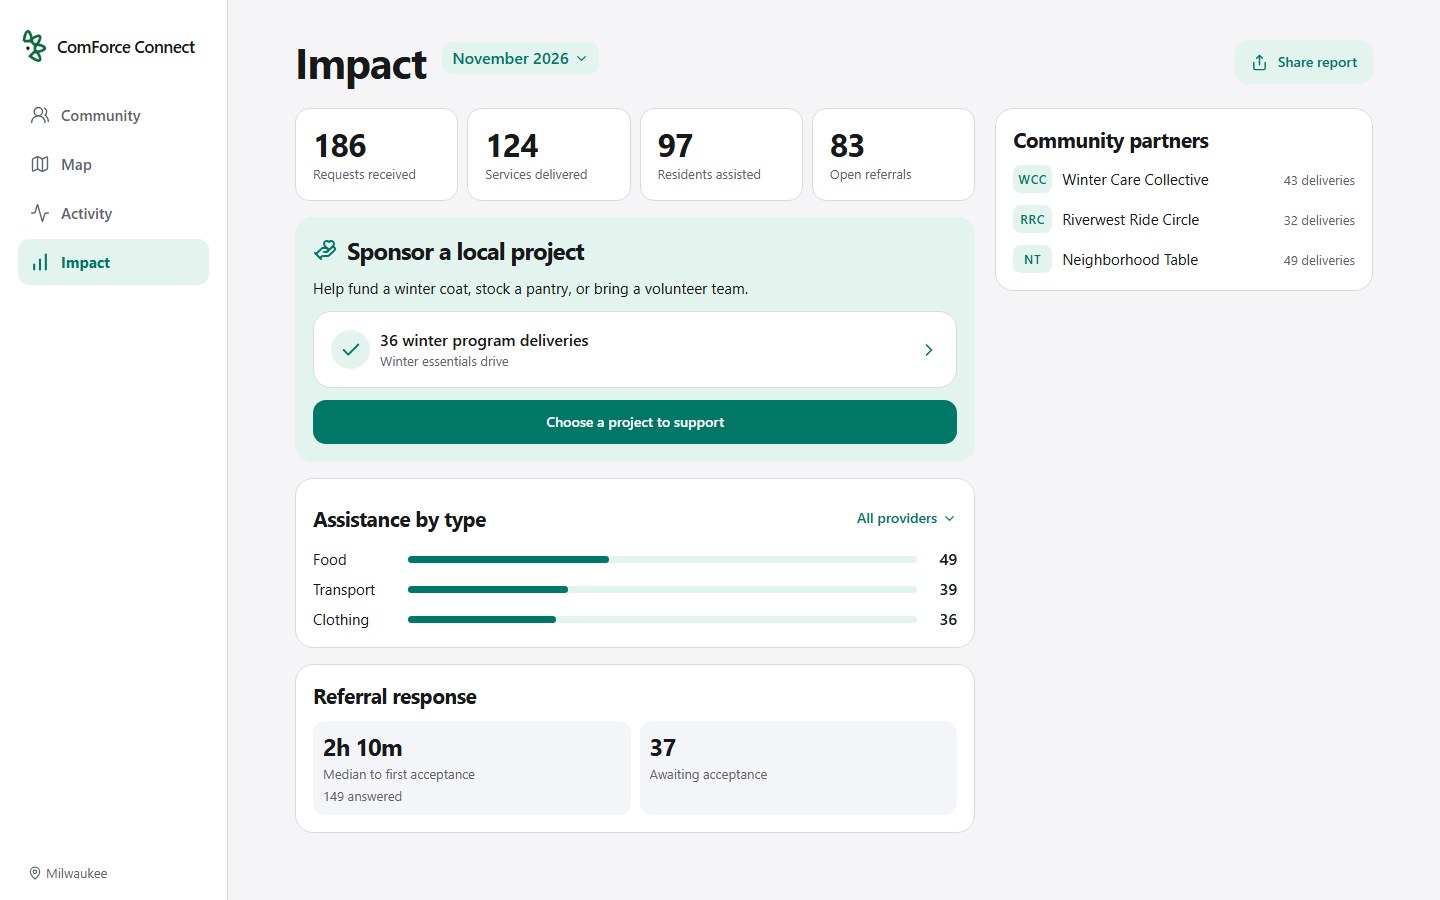 ComForce Connect
Community
Map
Activity
Impact
Milwaukee
Impact
November 2026
Share report
186
Requests received
124
Services delivered
97
Residents assisted
83
Open referrals
Sponsor a local project
Help fund a winter coat, stock a pantry, or bring a volunteer team.
36 winter program deliveries
Winter essentials drive
Choose a project to support
Assistance by type
All providers
Food 49
Transport 39
Clothing 36
Referral response
2h 10m
Median to first acceptance
149 answered
37
Awaiting acceptance
Community partners
WCC Winter Care Collective 43 deliveries
RRC Riverwest Ride Circle 32 deliveries
NT Neighborhood Table 49 deliveries